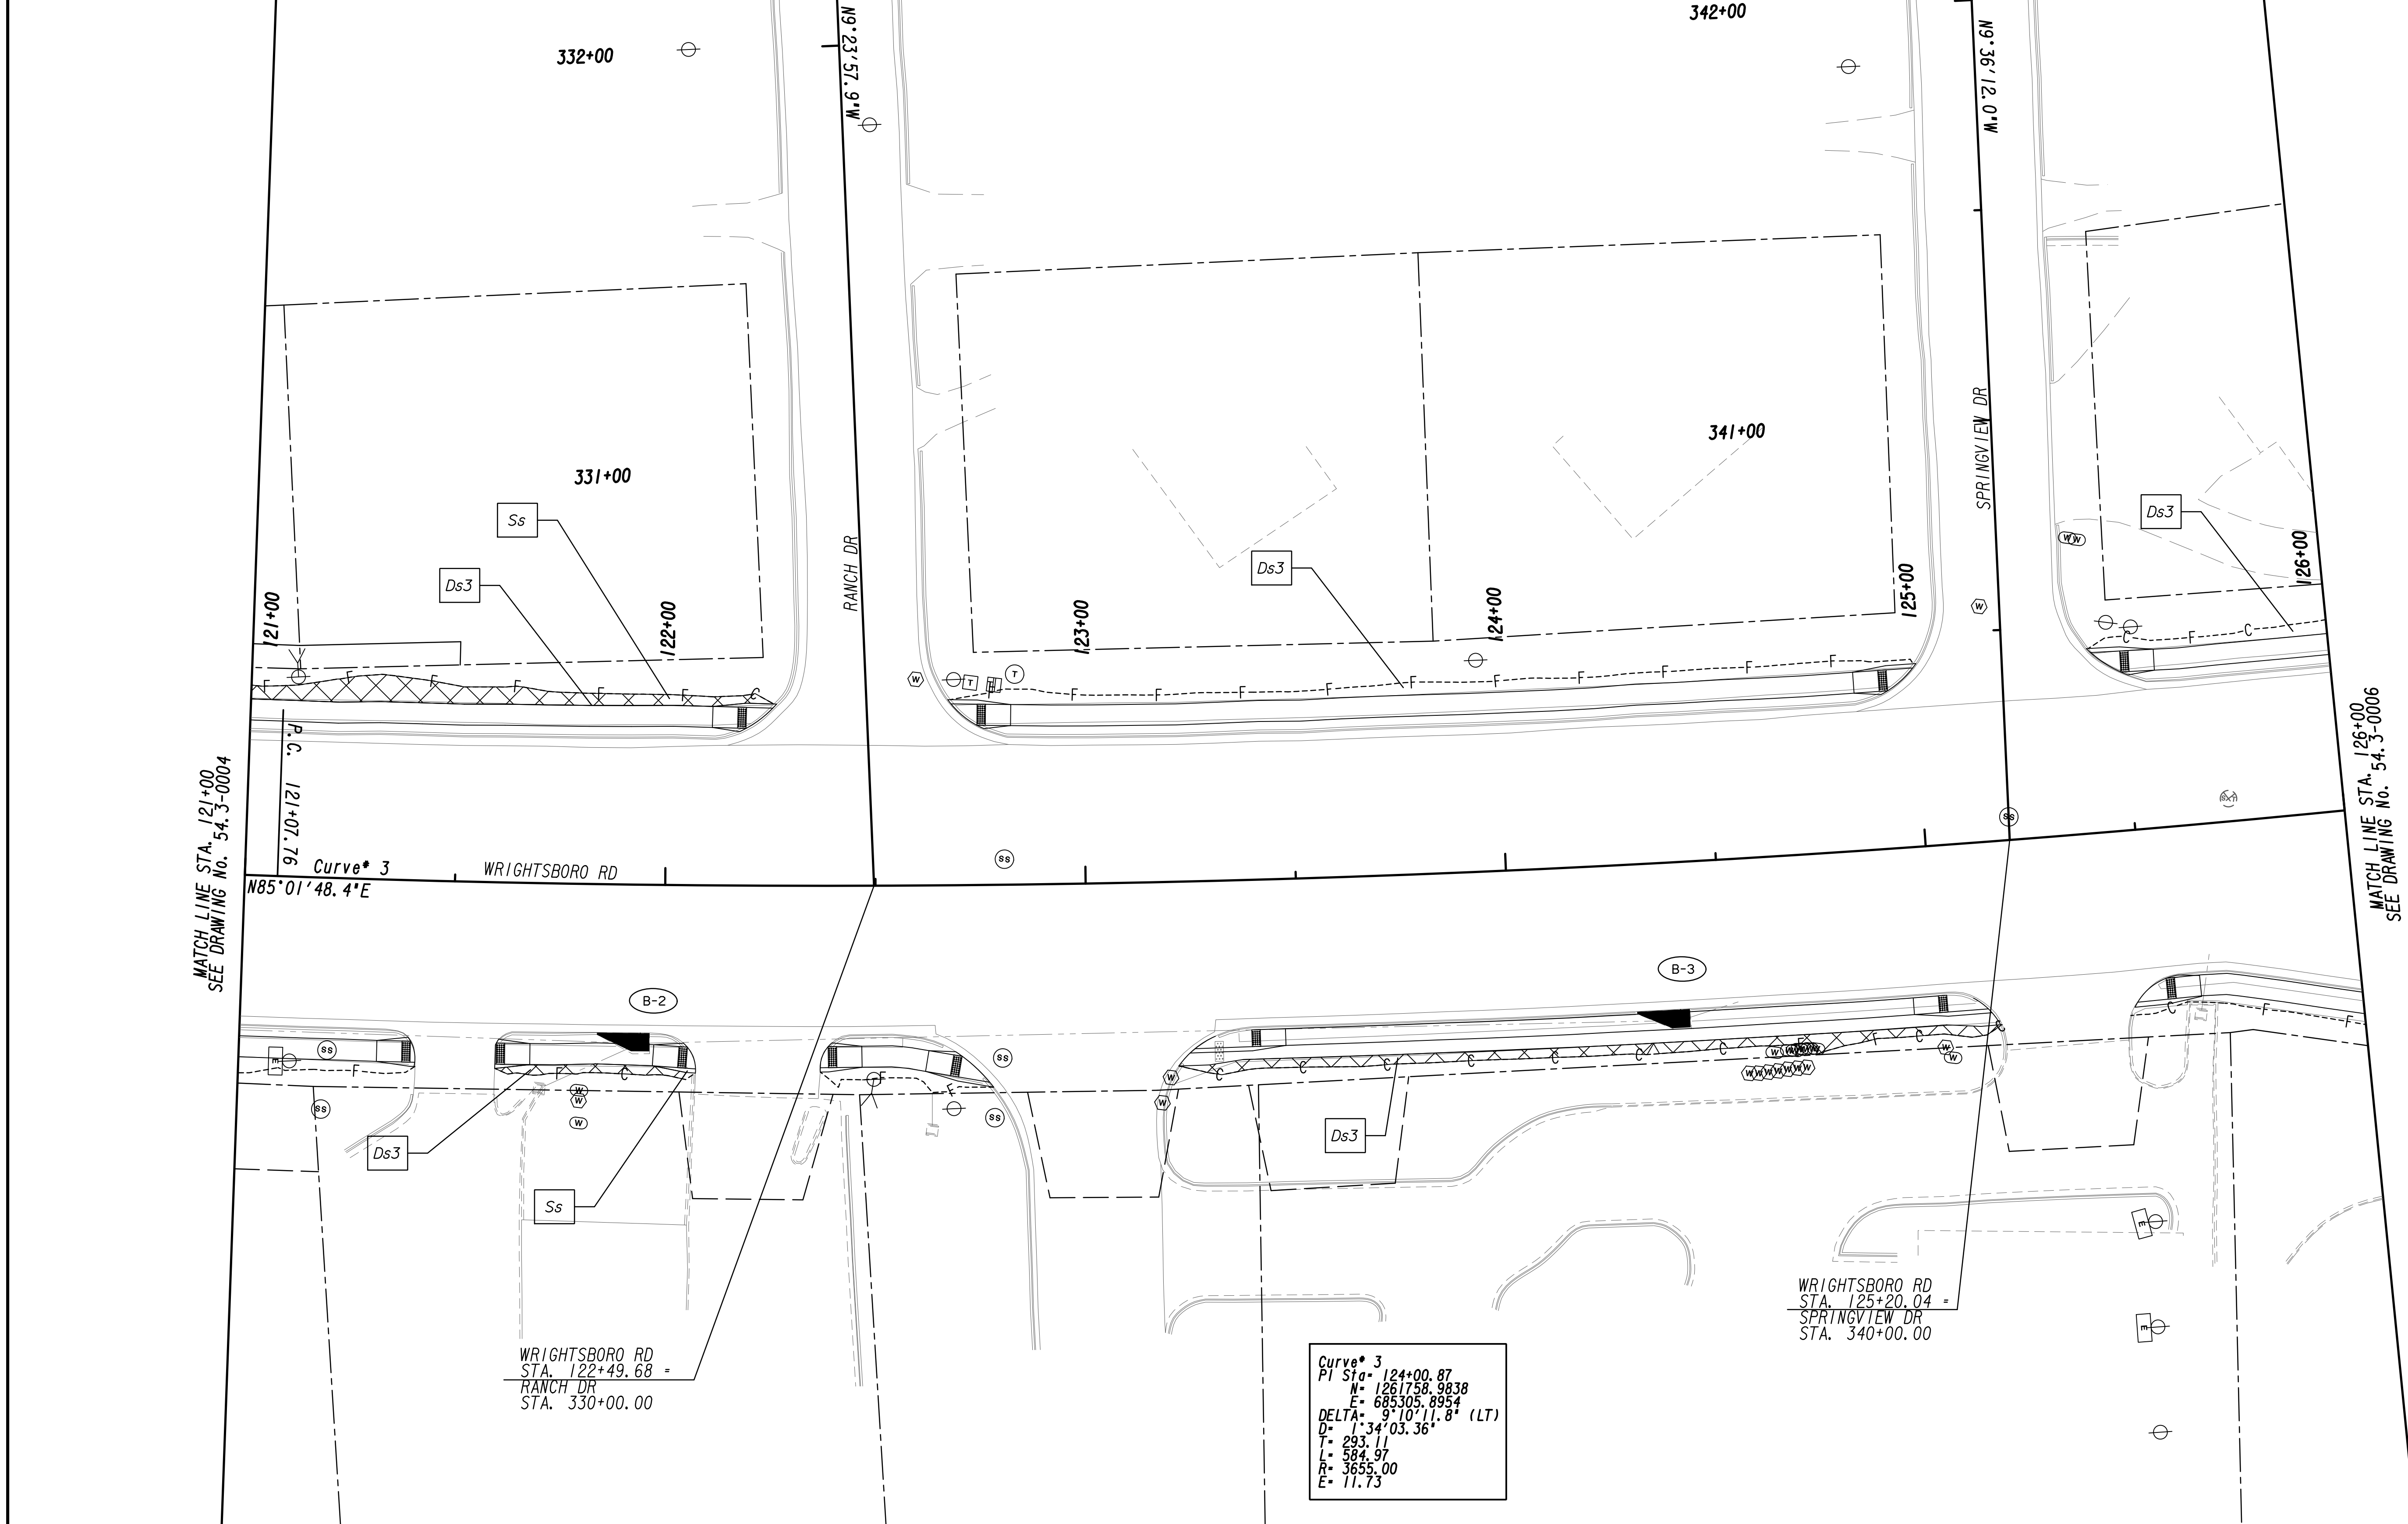 332+00
N9°23'57.9"W
342+00
N9°36'12.0"W
331+00
341+00
Ss
Ds3
Ds3
Ds3
RANCH DR
SPRINGVIEW DR
121+00
122+00
123+00
124+00
125+00
126+00
F F F F F F C
F F F F F F F F F F
C F C
W T T
W
W W
P.C. 121+07.76
MATCH LINE STA. 121+00
SEE DRAWING No. 54.3-0004
MATCH LINE STA. 126+00
SEE DRAWING No. 54.3-0006
Curve# 3
WRIGHTSBORO RD
N85°01'48.4"E
SS
SS
B-2
B-3
E SS SS
SS SS
F F C F F
C C C C C C C F C C
C F F
W W W
W W
W W W W W W W
W W
Ds3
Ss
Ds3
E
E
WRIGHTSBORO RD
STA. 122+49.68 =
RANCH DR
STA. 330+00.00
WRIGHTSBORO RD
STA. 125+20.04 =
SPRINGVIEW DR
STA. 340+00.00
Curve# 3
PI Sta= 124+00.87
N= 1261758.9838
E= 685305.8954
DELTA= 9°10'11.8" (LT)
D= 1°34'03.36"
T= 293.11
L= 584.97
R= 3655.00
E= 11.73